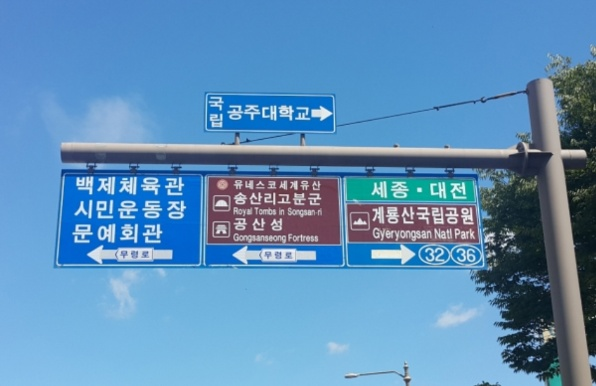 국립 공주대학교
백제체육관
시민운동장
문예회관
무령로
유네스코세계유산
송산리고분군
Royal Tombs in Songsan-ri
공산성
Gongsanseong Fortress
무령로
세종·대전
계룡산국립공원
Gyeryongsan Natl Park
32 36